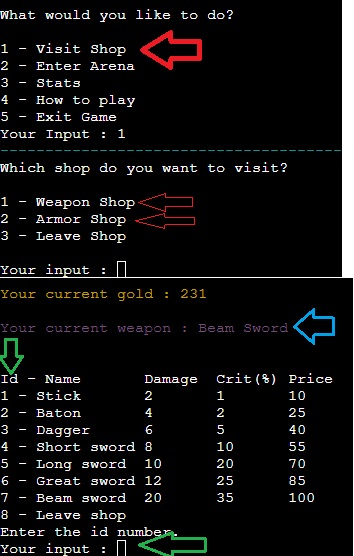 What would you like to do?
1 - Visit Shop
2 - Enter Arena
3 - Stats
4 - How to play
5 - Exit Game
Your Input : 1
Which shop do you want to visit?
1 - Weapon Shop
2 - Armor Shop
3 - Leave Shop
Your input :
Your current gold : 231
Your current weapon : Beam Sword
Id - Name Damage Crit(%) Price
1 - Stick 2 1 10
2 - Baton 4 2 25
3 - Dagger 6 5 40
4 - Short sword 8 10 55
5 - Long sword 10 20 70
6 - Great sword 12 25 85
7 - Beam sword 20 35 100
8 - Leave shop
Enter the id number.
Your input :